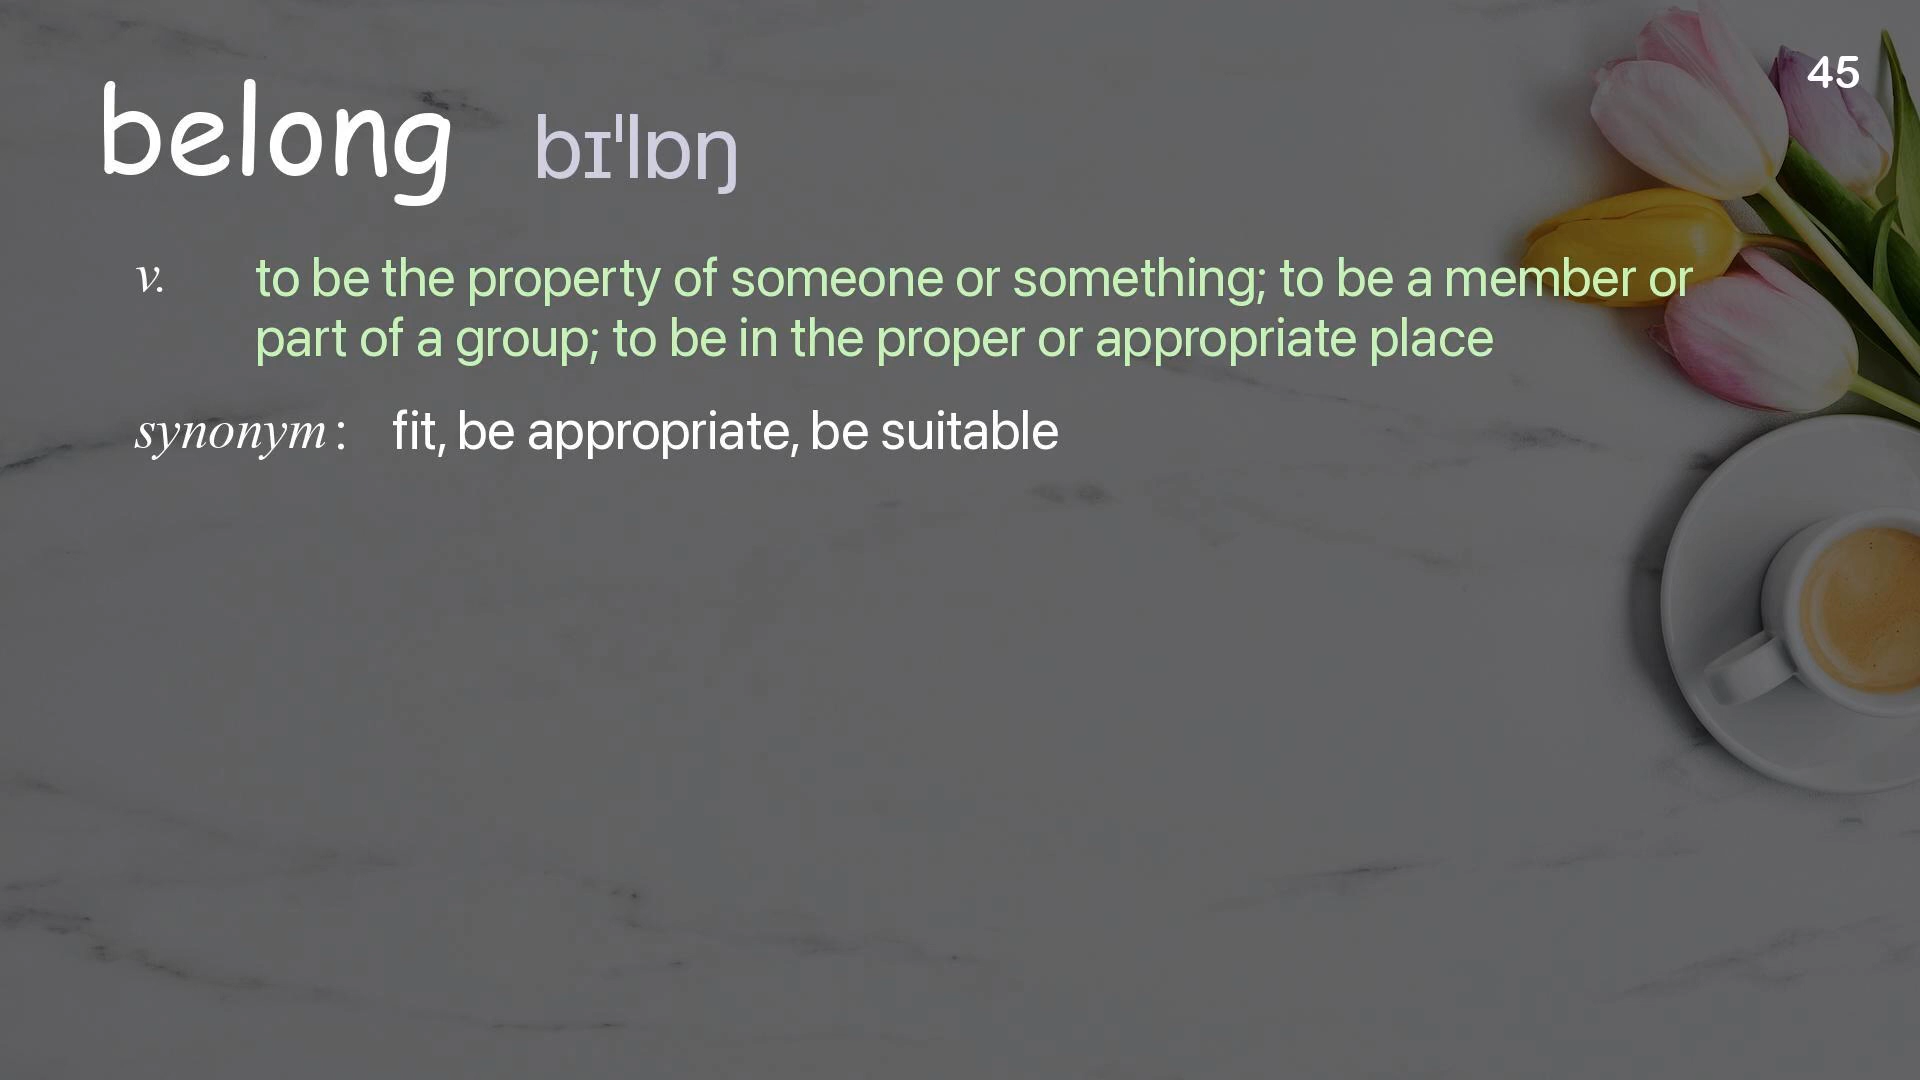 45
belong bɪˈlɒŋ
v. to be the property of someone or something; to be a member or
part of a group; to be in the proper or appropriate place
synonym : fit, be appropriate, be suitable